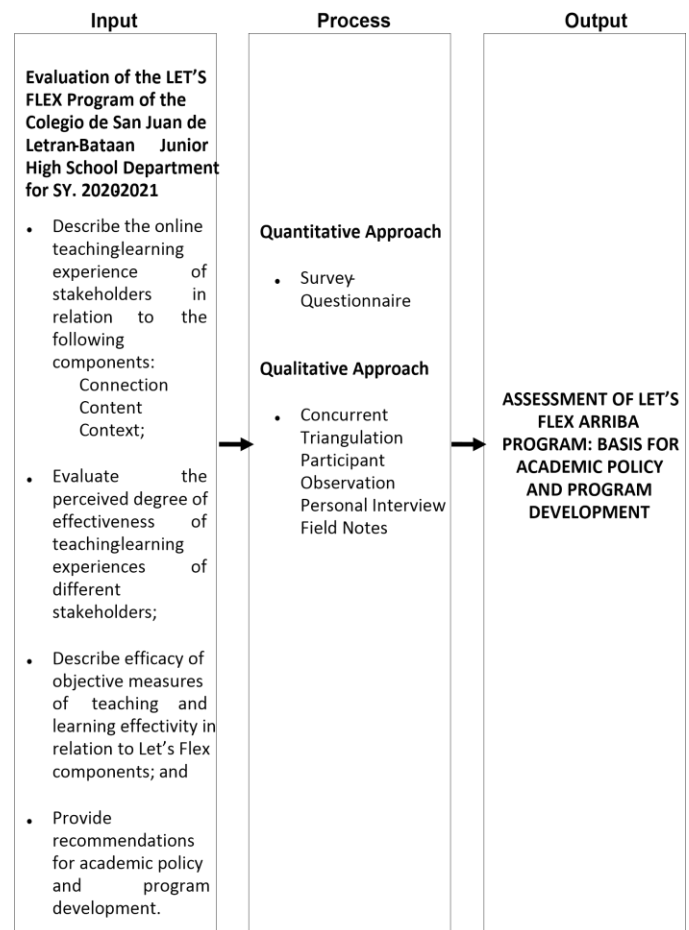 Input
Evaluation of the LET'S
FLEX Program of the
Colegio de San Juan de
Letran-Bataan Junior
High School Department
for SY. 2020-2021
• Describe the online
teachinglearning
experience of
stakeholders in
relation to the
following
components:
Connection
Content
Context;
• Evaluate the
perceived degree of
effectiveness of
teachinglearning
experiences of
different
stakeholders;
• Describe efficacy of
objective measures
of teaching and
learning effectivity in
relation to Let's Flex
components; and
• Provide
recommendations
for academic policy
and program
development.
Process
Quantitative Approach
• Survey-
Questionnaire
Qualitative Approach
• Concurrent
Triangulation
Participant
Observation
Personal Interview
Field Notes
Output
ASSESSMENT OF LET'S
FLEX ARRIBA
PROGRAM: BASIS FOR
ACADEMIC POLICY
AND PROGRAM
DEVELOPMENT